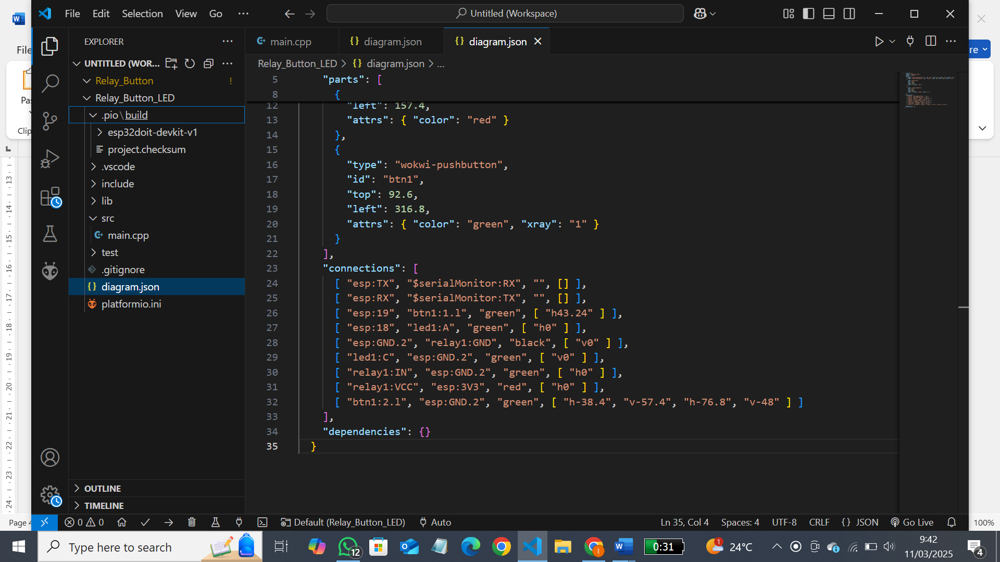 File Edit Selection View Go ··· Untitled (Workspace)
File
Pas
Clip
re
EXPLORER
UNTITLED (WOR...
Relay_Button !
Relay_Button_LED
.pio\build
esp32doit-devkit-v1
project.checksum
.vscode
include
lib
src
main.cpp
test
.gitignore
diagram.json
platformio.ini
OUTLINE
TIMELINE
main.cpp {} diagram.json {} diagram.json
Relay_Button_LED > {} diagram.json > ...
5 "parts": [
8 {
12 "left": 157.4,
13 "attrs": { "color": "red" }
14 },
15 {
16 "type": "wokwi-pushbutton",
17 "id": "btn1",
18 "top": 92.6,
19 "left": 316.8,
20 "attrs": { "color": "green", "xray": "1" }
21 }
22 ],
23 "connections": [
24 [ "esp:TX", "$serialMonitor:RX", "", [] ],
25 [ "esp:RX", "$serialMonitor:TX", "", [] ],
26 [ "esp:19", "btn1:1.l", "green", [ "h43.24" ] ],
27 [ "esp:18", "led1:A", "green", [ "h0" ] ],
28 [ "esp:GND.2", "relay1:GND", "black", [ "v0" ] ],
29 [ "led1:C", "esp:GND.2", "green", [ "v0" ] ],
30 [ "relay1:IN", "esp:GND.2", "green", [ "h0" ] ],
31 [ "relay1:VCC", "esp:3V3", "red", [ "h0" ] ],
32 [ "btn1:2.l", "esp:GND.2", "green", [ "h-38.4", "v-57.4", "h-76.8", "v-48" ] ]
33 ],
34 "dependencies": {}
35 }
13
14
15
16
17
18
19
20
21
22
23
24
Page 4
0 0 Default (Relay_Button_LED) Auto Ln 35, Col 4 Spaces: 4 UTF-8 CRLF {} JSON Go Live
100%
Type here to search 12 0:31 1 24°C 9:42
11/03/2025
4